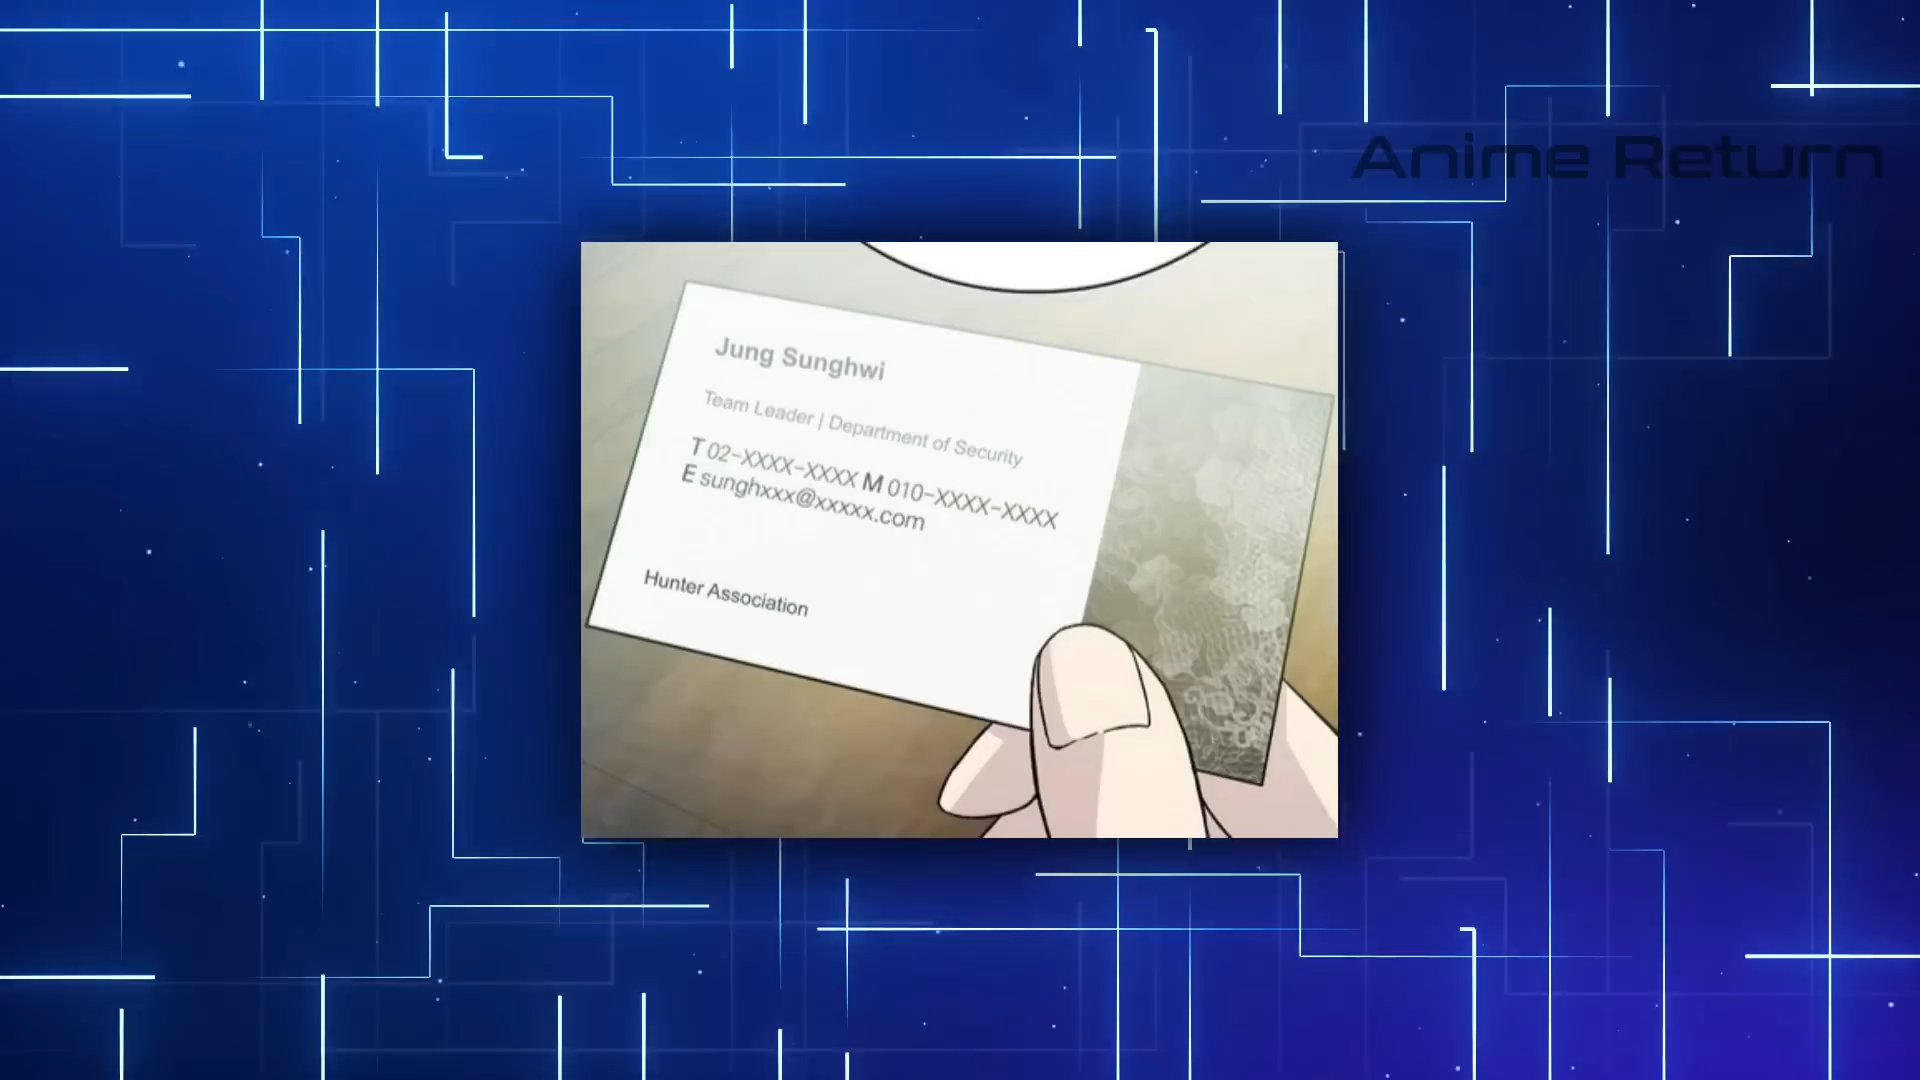 Anime Return
Jung Sunghwi
Team Leader | Department of Security
T 02-XXXX-XXXX M 010-XXXX-XXXX
E sunghxxx@xxxxx.com
Hunter Association